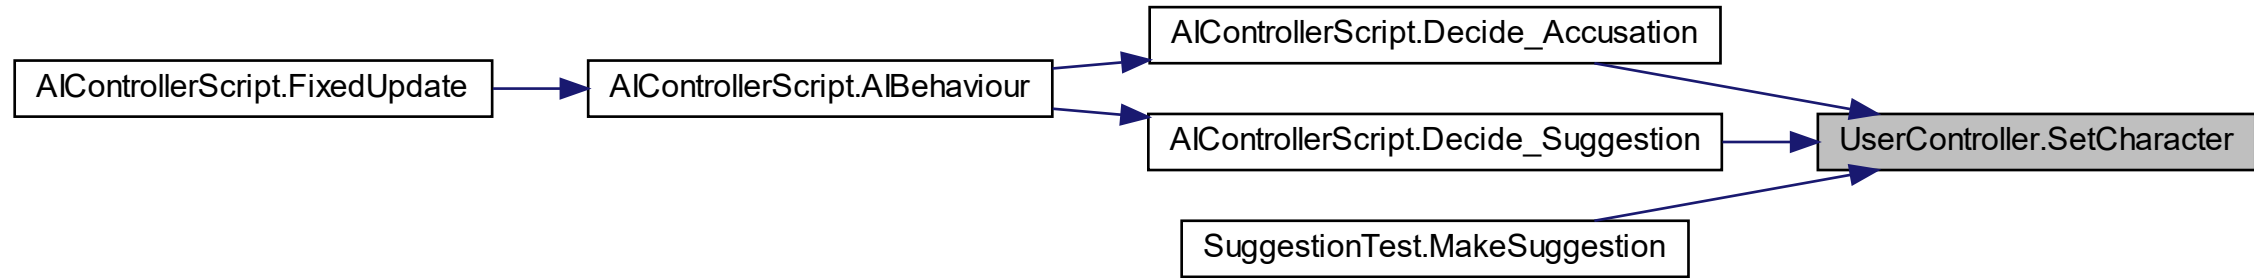 AIControllerScript.Decide_Accusation
AIControllerScript.FixedUpdate
AIControllerScript.AIBehaviour
AIControllerScript.Decide_Suggestion
UserController.SetCharacter
SuggestionTest.MakeSuggestion